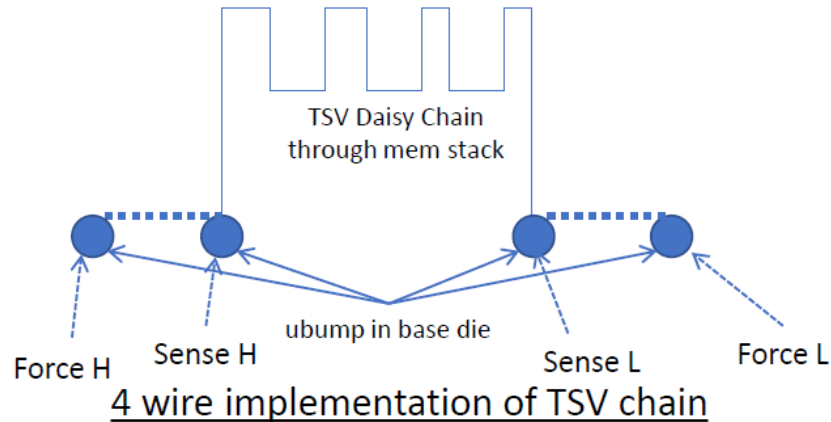 TSV Daisy Chain
through mem stack
ubump in base die
Force H
Sense H
Sense L
Force L
4 wire implementation of TSV chain